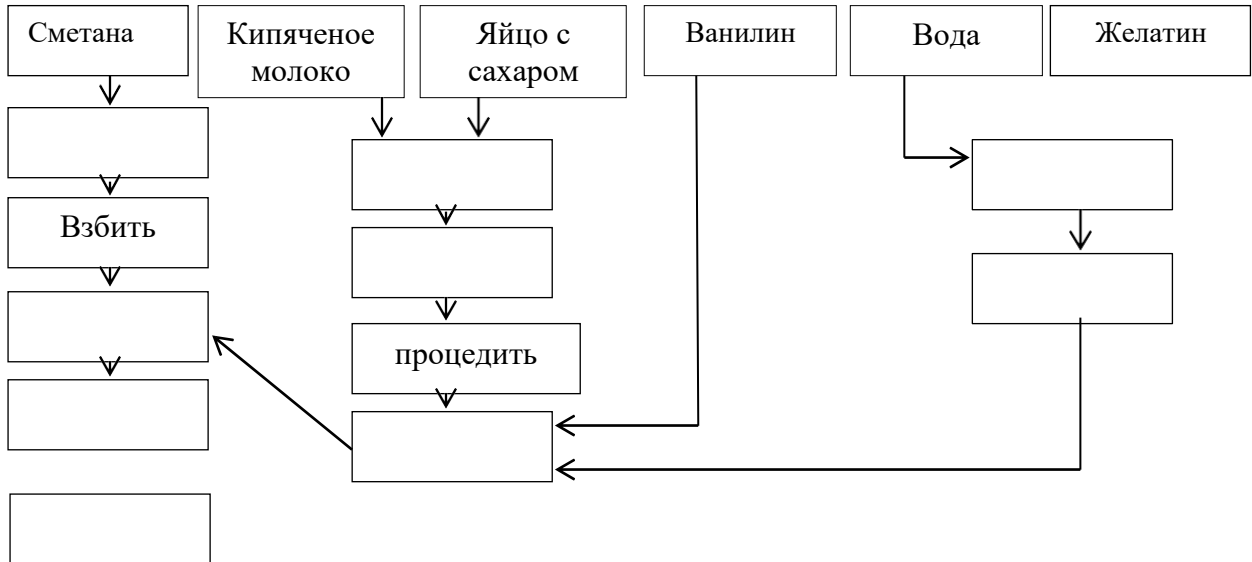 Сметана
Кипяченое
молоко
Яйцо с
сахаром
Ванилин
Вода
Желатин
Взбить
процедить